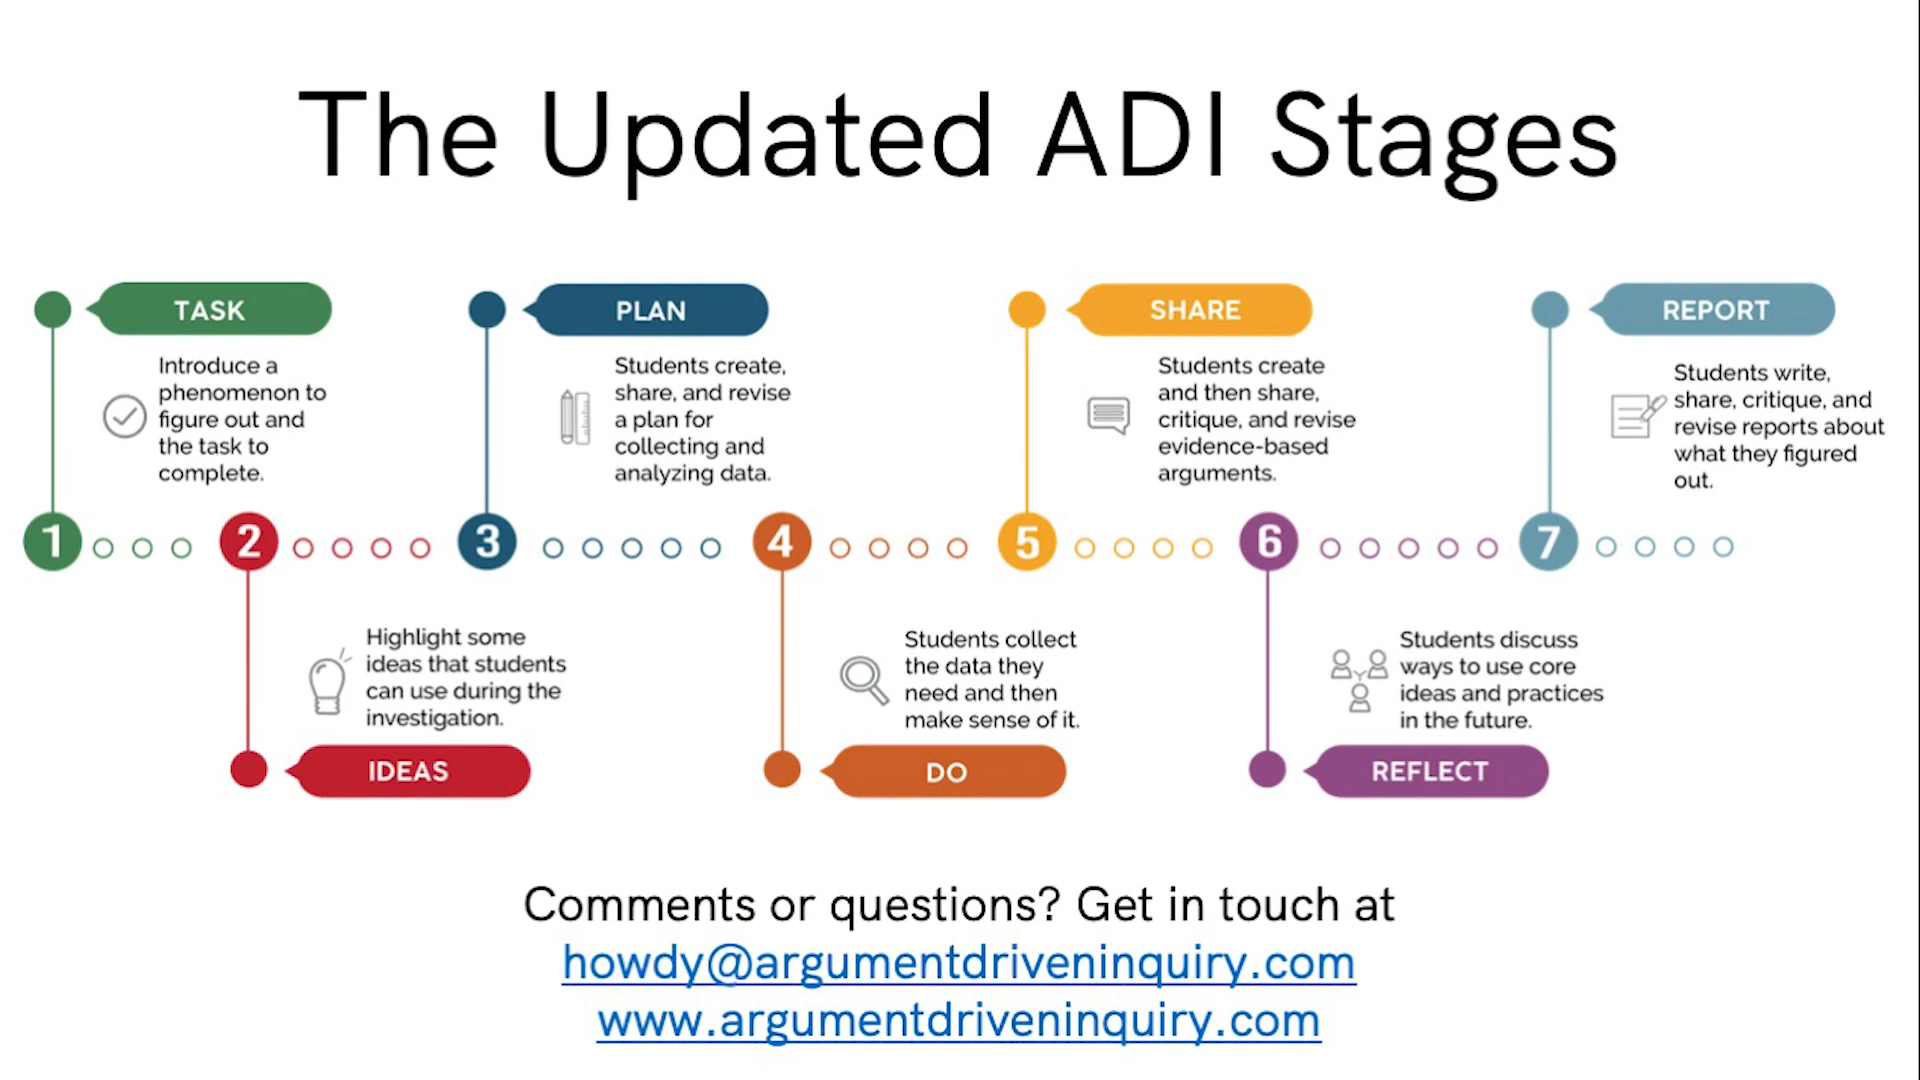 The Updated ADI Stages
TASK
Introduce a
phenomenon to
figure out and
the task to
complete.
PLAN
Students create,
share, and revise
a plan for
collecting and
analyzing data.
SHARE
Students create
and then share,
critique, and revise
evidence-based
arguments.
REPORT
Students write,
share, critique, and
revise reports about
what they figured
out.
1
2
3
4
5
6
7
Highlight some
ideas that students
can use during the
investigation.
IDEAS
Students collect
the data they
need and then
make sense of it.
DO
Students discuss
ways to use core
ideas and practices
in the future.
REFLECT
Comments or questions? Get in touch at
howdy@argumentdriveninquiry.com
www.argumentdriveninquiry.com